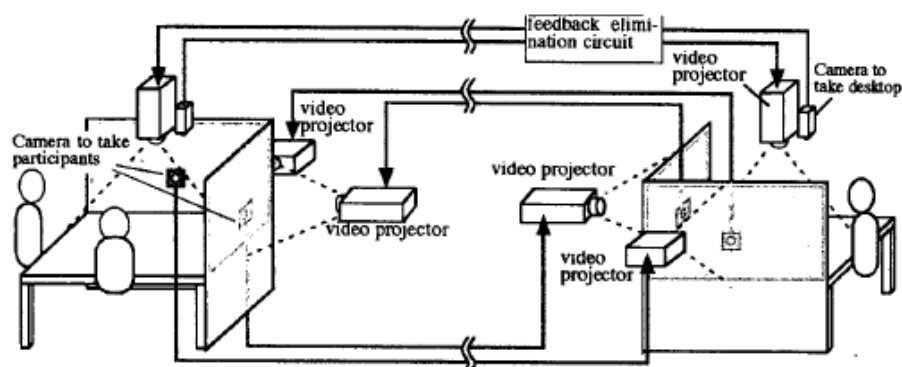 feedback elimi-
nation circuit
video
projector
Camera to
take desktop
video
projector
Camera to take
participants
video projector
video projector
video
projector